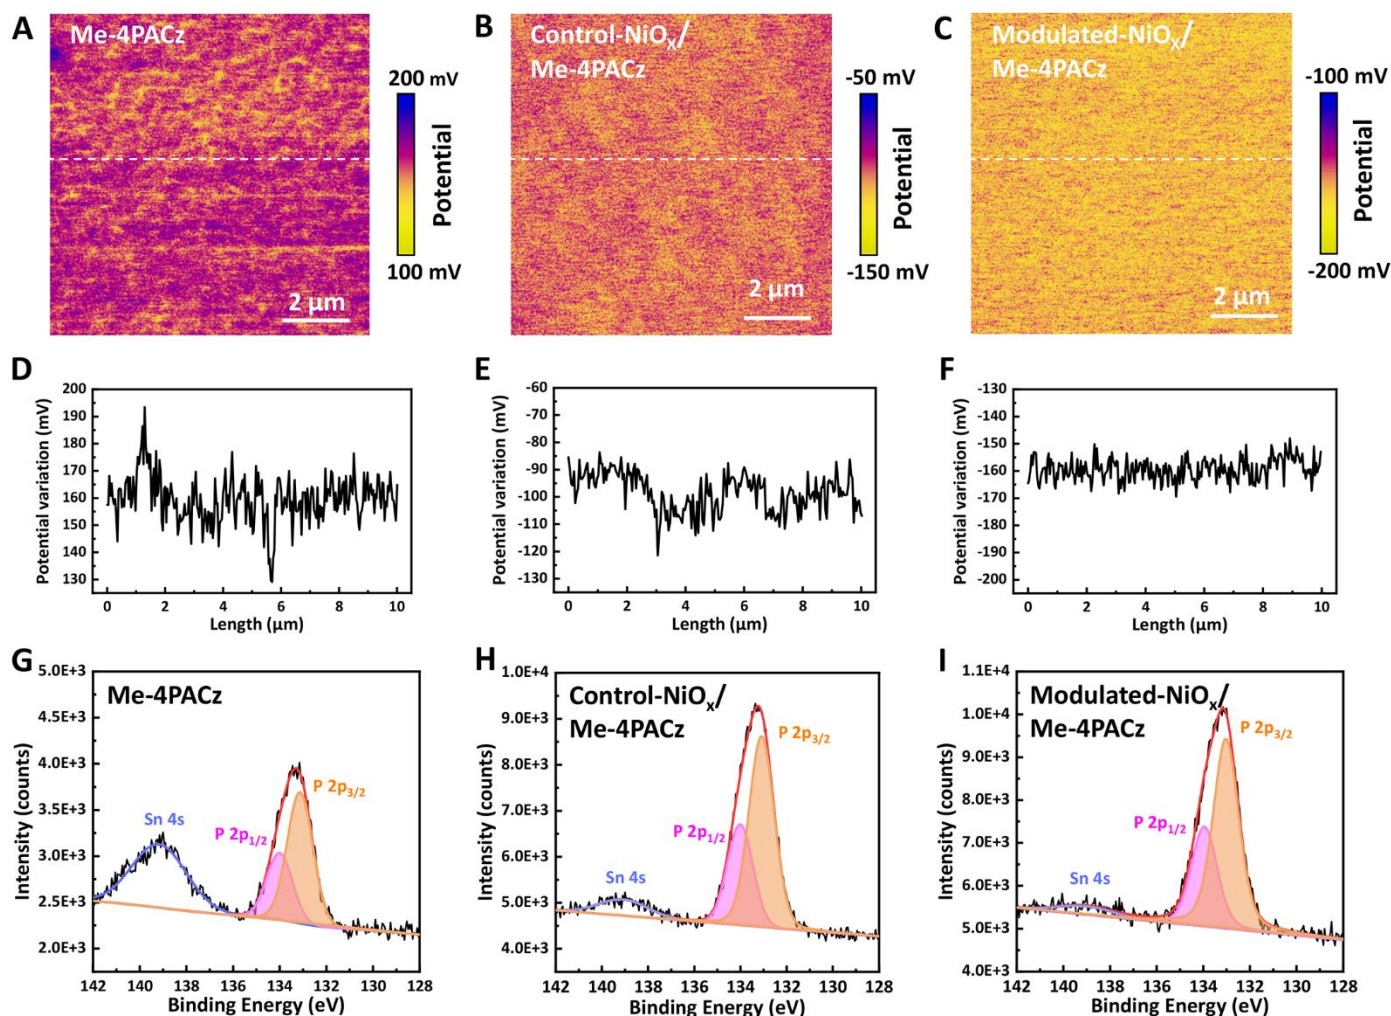 A
Me-4PACz
200 mV
Potential
100 mV
2 μm
B
Control-NiOₓ/
Me-4PACz
-50 mV
Potential
-150 mV
2 μm
C
Modulated-NiOₓ/
Me-4PACz
-100 mV
Potential
-200 mV
2 μm
D
Potential variation (mV)
200
190
180
170
160
150
140
130
0 2 4 6 8 10
Length (μm)
E
Potential variation (mV)
-60
-70
-80
-90
-100
-110
-120
-130
0 2 4 6 8 10
Length (μm)
F
Potential variation (mV)
-130
-140
-150
-160
-170
-180
-190
-200
0 2 4 6 8 10
Length (μm)
G
Me-4PACz
Intensity (counts)
5.0E+3
4.5E+3
4.0E+3
3.5E+3
3.0E+3
2.5E+3
2.0E+3
Sn 4s
P 2p₁/₂
P 2p₃/₂
142 140 138 136 134 132 130 128
Binding Energy (eV)
H
Control-NiOₓ/
Me-4PACz
Intensity (counts)
1.0E+4
9.0E+3
8.0E+3
7.0E+3
6.0E+3
5.0E+3
4.0E+3
Sn 4s
P 2p₁/₂
P 2p₃/₂
142 140 138 136 134 132 130 128
Binding Energy (eV)
I
Modulated-NiOₓ/
Me-4PACz
Intensity (counts)
1.1E+4
1.0E+4
9.0E+3
8.0E+3
7.0E+3
6.0E+3
5.0E+3
4.0E+3
Sn 4s
P 2p₁/₂
P 2p₃/₂
142 140 138 136 134 132 130 128
Binding Energy (eV)